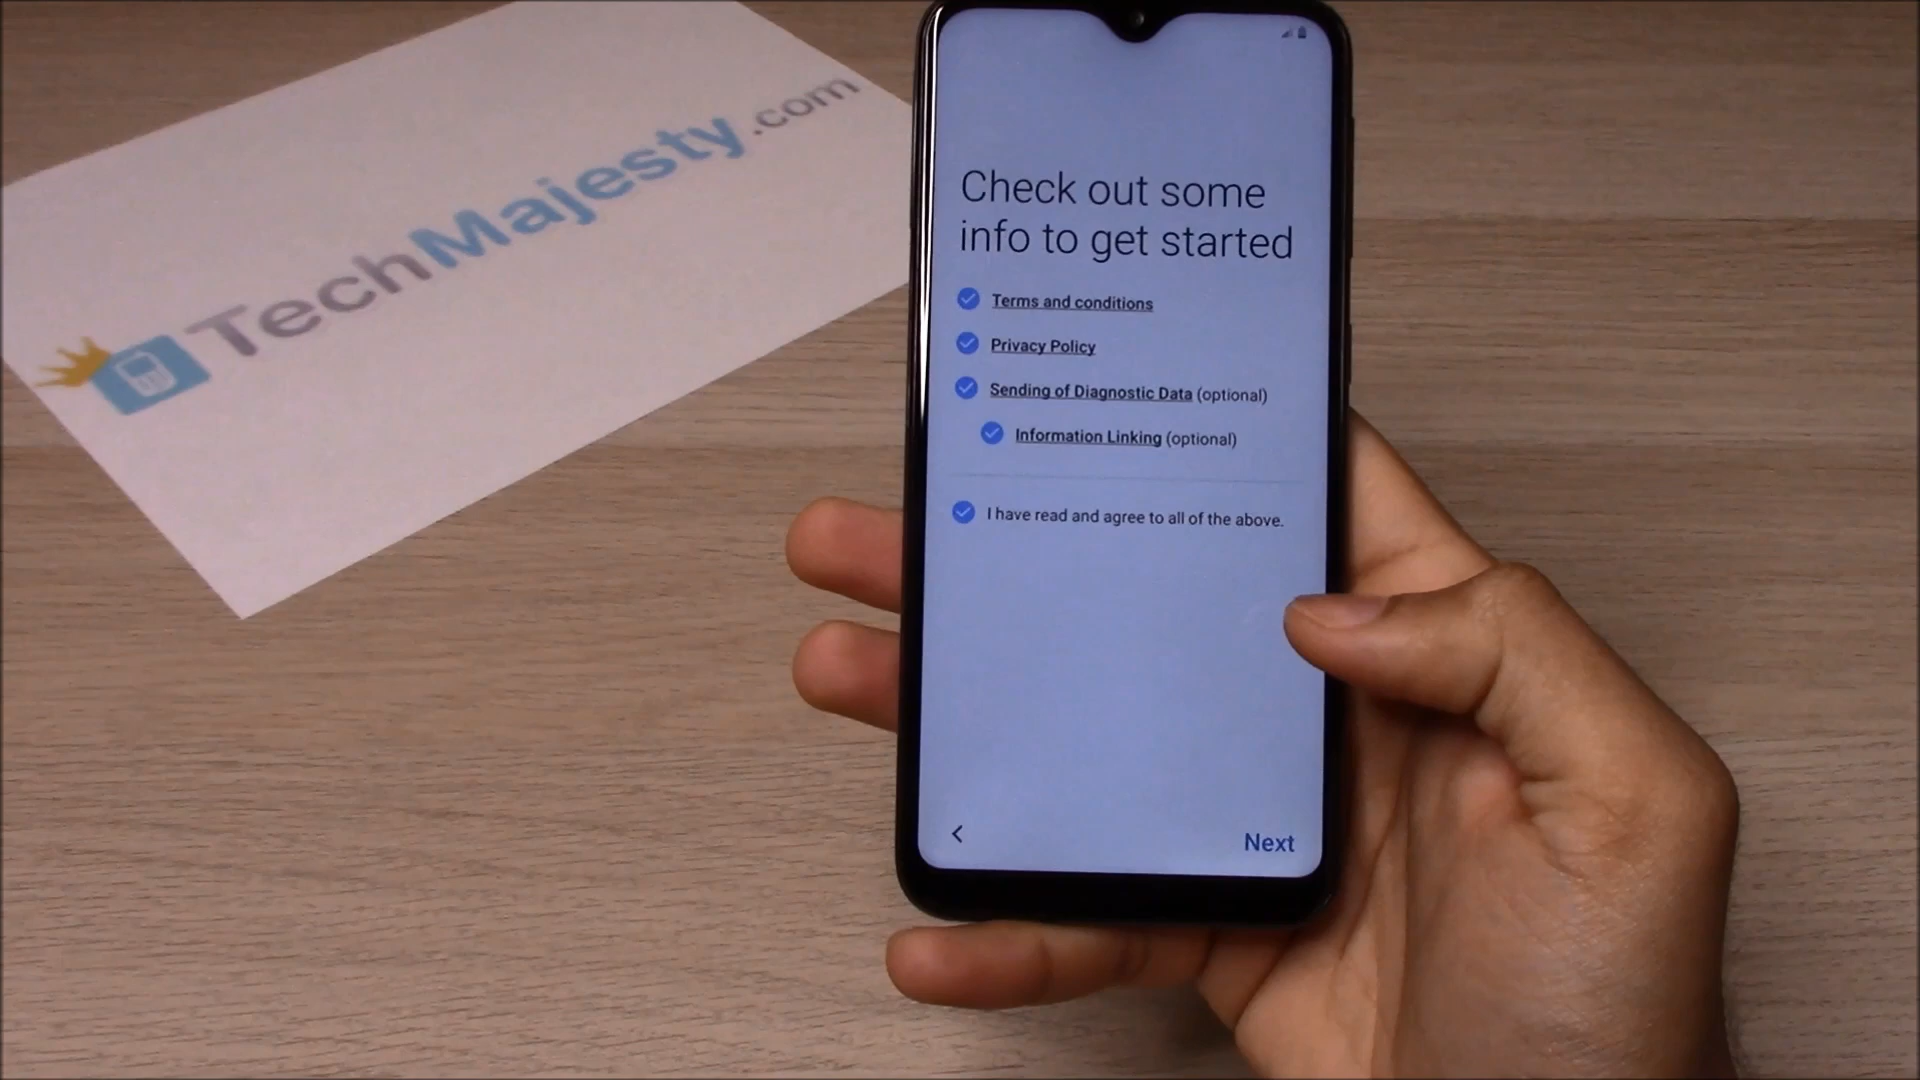 TechMajesty.com
Check out some
info to get started
Terms and conditions
Privacy Policy
Sending of Diagnostic Data (optional)
Information Linking (optional)
I have read and agree to all of the above.
Next